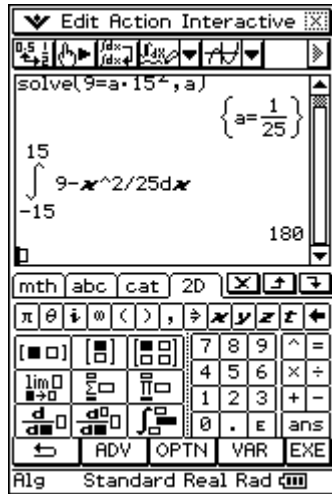 Edit Action Interactive
solve(9=a·15²,a)
{a=1/25}
15
∫ 9-x^2/25dx
-15
180
mth abc cat 2D
π θ i ∞ ( ) , ⇒ x y z t ←
7 8 9 ^ =
lim 4 5 6 × ÷
Σ Π 1 2 3 + -
d/d d/d ∫ 0 . E ans
ADV OPTN VAR EXE
Alg Standard Real Rad